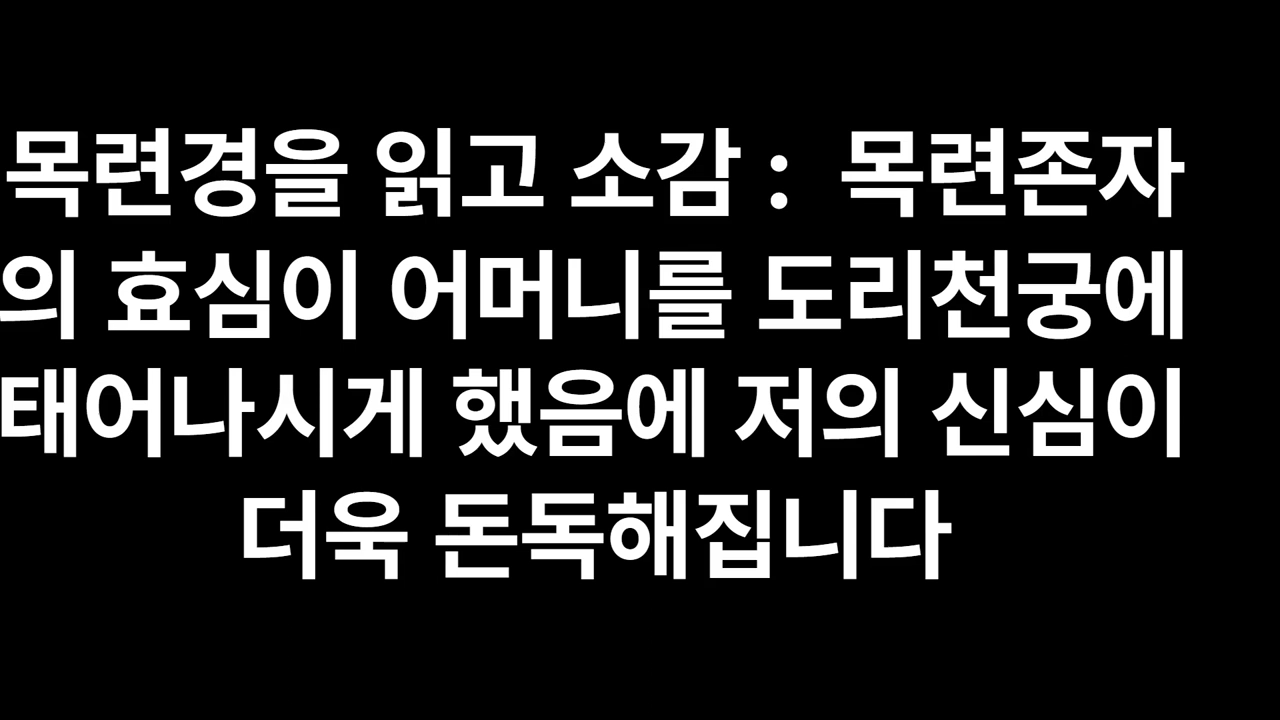 목련경을 읽고 소감 : 목련존자
의 효심이 어머니를 도리천궁에
태어나시게 했음에 저의 신심이
더욱 돈독해집니다